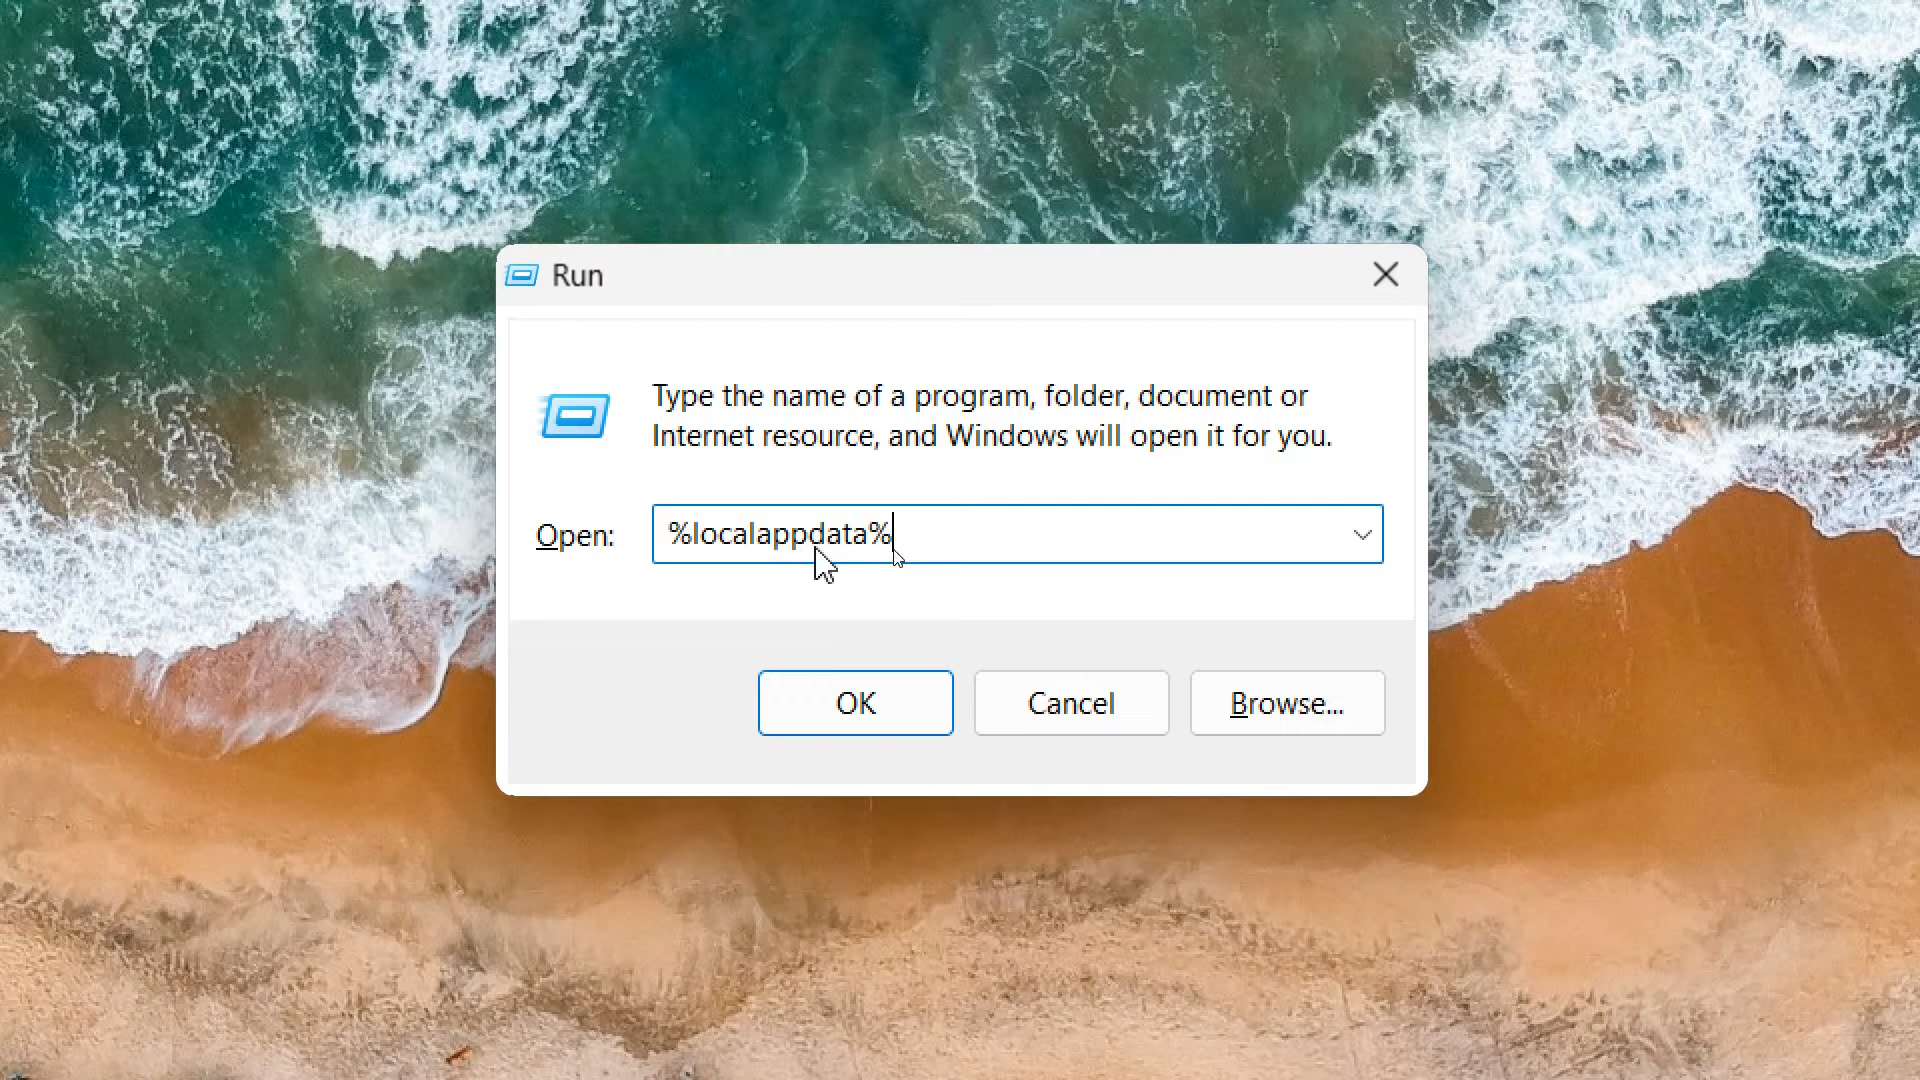 Run
Type the name of a program, folder, document or
Internet resource, and Windows will open it for you.
Open: %localappdata%
OK Cancel Browse...